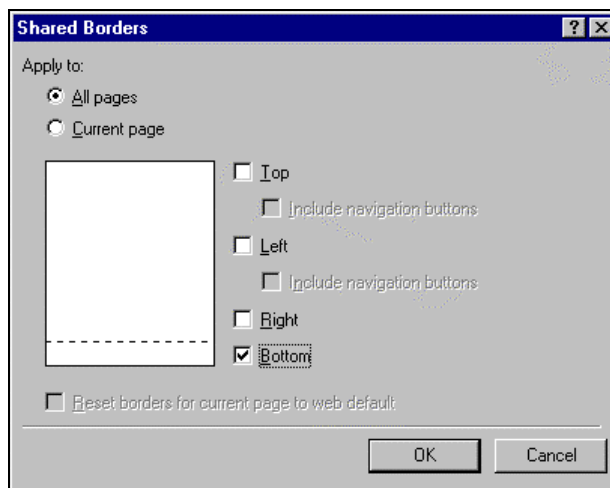 Shared Borders
Apply to:
All pages
Current page
Top
Include navigation buttons
Left
Include navigation buttons
Right
Bottom
Reset borders for current page to web default
OK Cancel